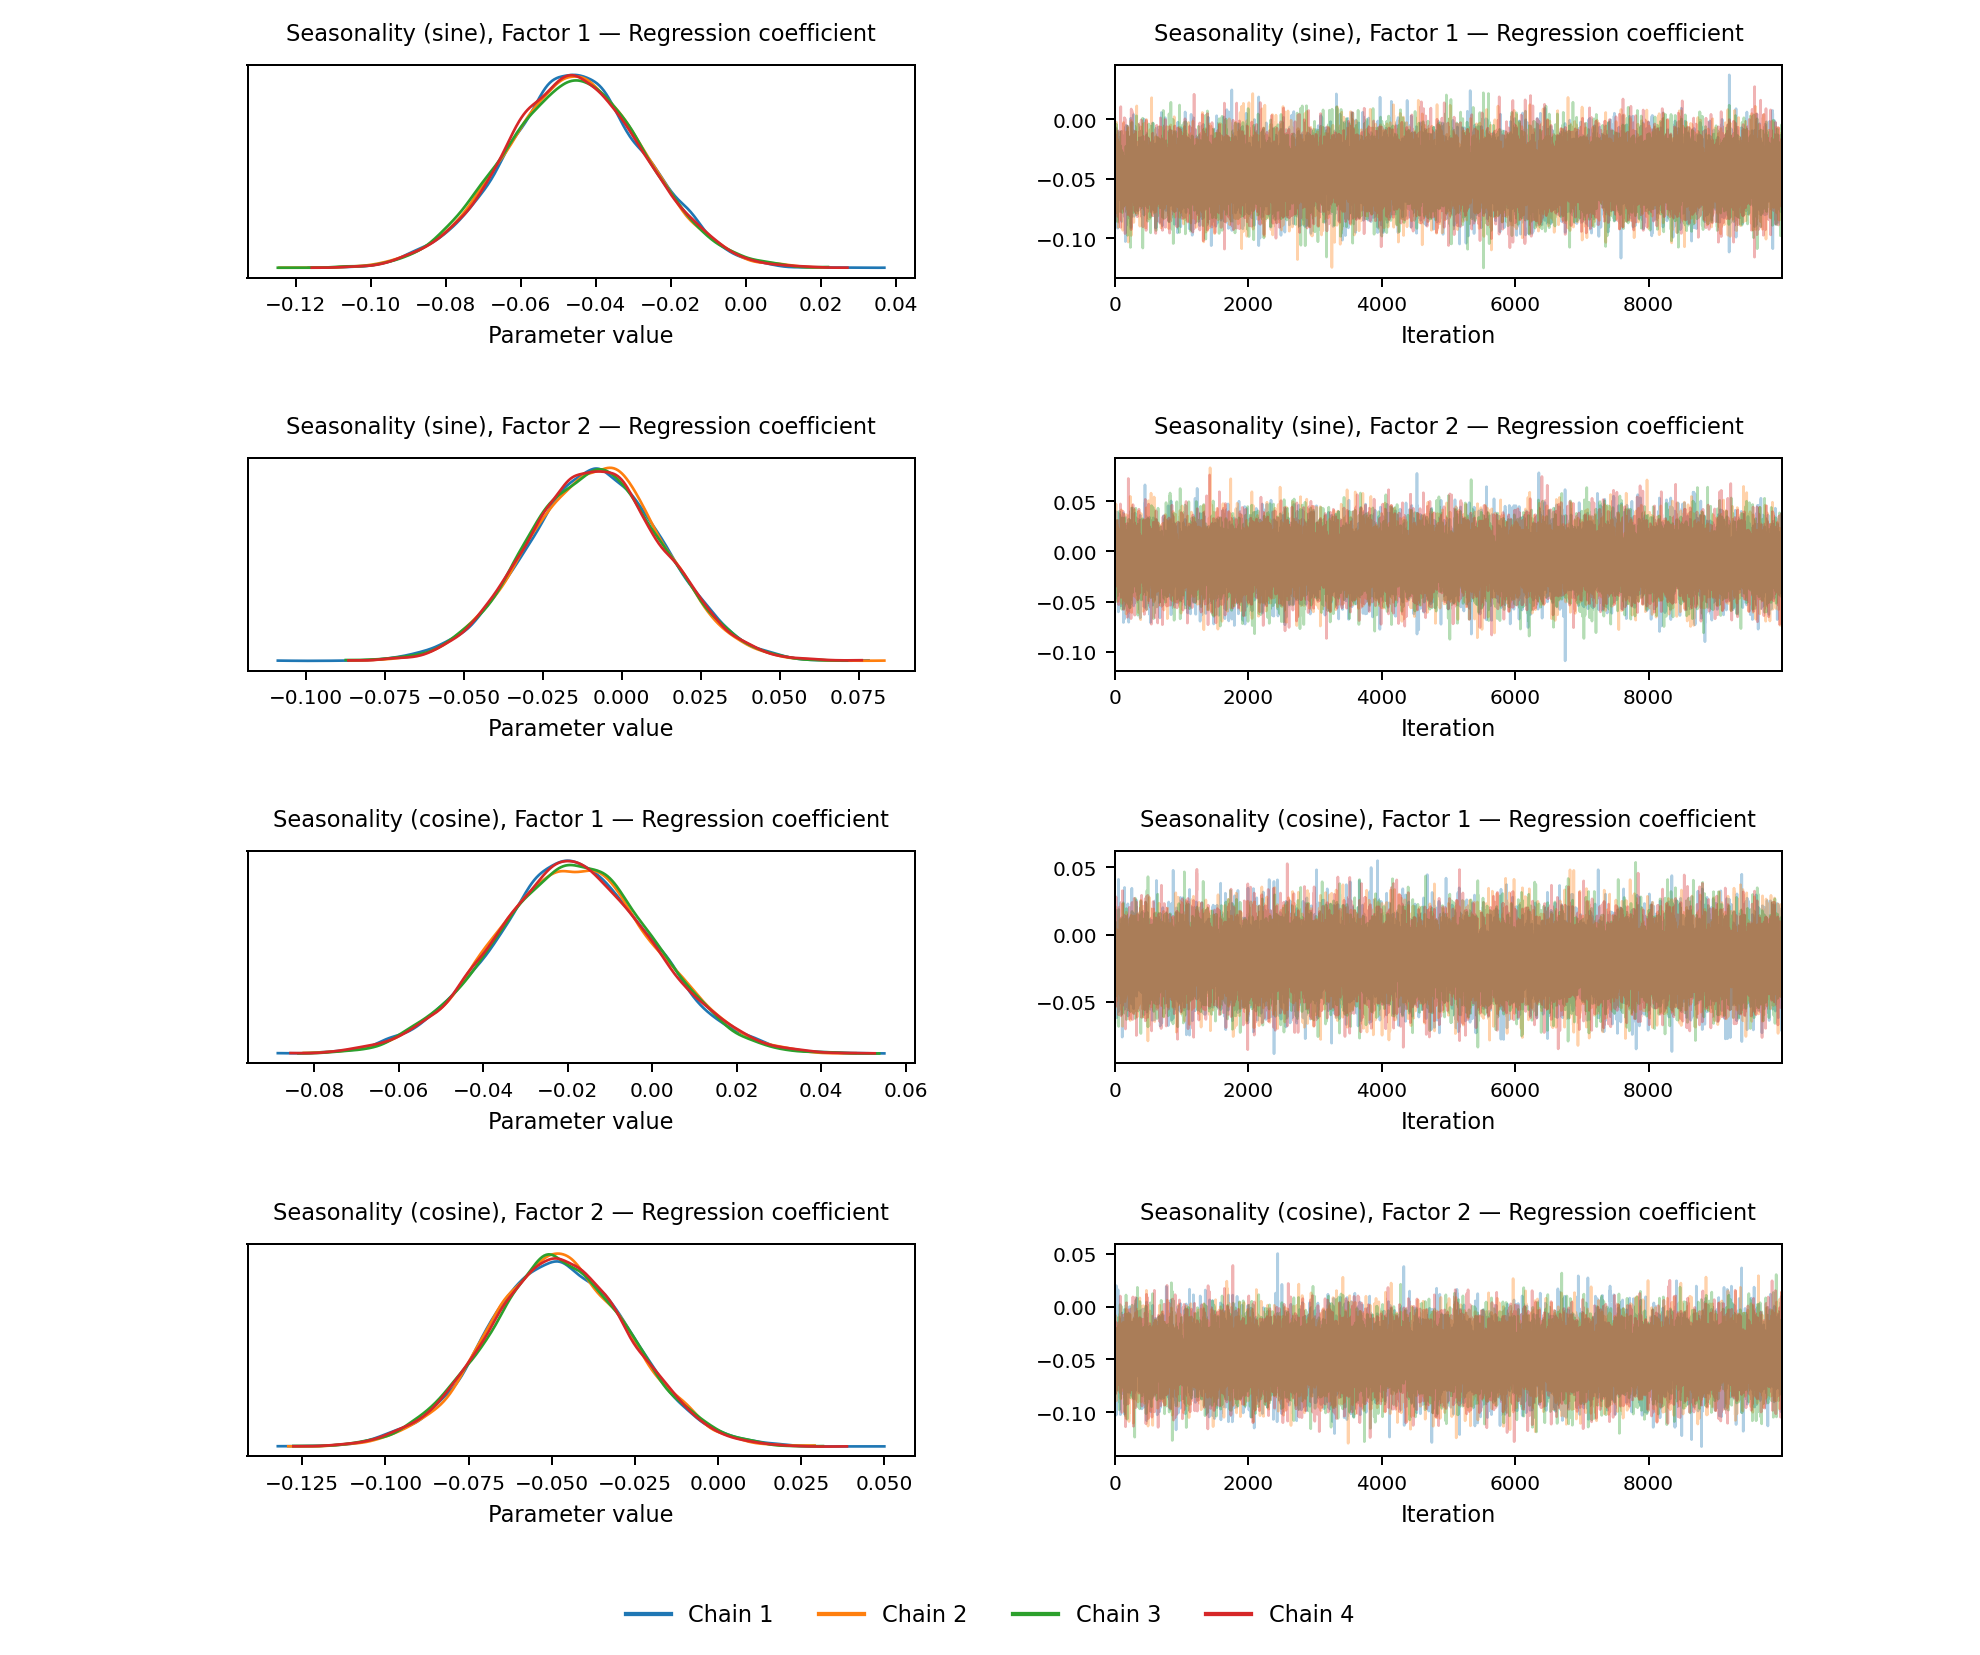 Seasonality (sine), Factor 1 — Regression coefficient
Seasonality (sine), Factor 1 — Regression coefficient
0.00
−0.05
−0.10
−0.12 −0.10 −0.08 −0.06 −0.04 −0.02 0.00 0.02 0.04
0 2000 4000 6000 8000
Parameter value
Iteration
Seasonality (sine), Factor 2 — Regression coefficient
Seasonality (sine), Factor 2 — Regression coefficient
0.05
0.00
−0.05
−0.10
−0.100 −0.075 −0.050 −0.025 0.000 0.025 0.050 0.075
0 2000 4000 6000 8000
Parameter value
Iteration
Seasonality (cosine), Factor 1 — Regression coefficient
Seasonality (cosine), Factor 1 — Regression coefficient
0.05
0.00
−0.05
−0.08 −0.06 −0.04 −0.02 0.00 0.02 0.04 0.06
0 2000 4000 6000 8000
Parameter value
Iteration
Seasonality (cosine), Factor 2 — Regression coefficient
Seasonality (cosine), Factor 2 — Regression coefficient
0.05
0.00
−0.05
−0.10
−0.125 −0.100 −0.075 −0.050 −0.025 0.000 0.025 0.050
0 2000 4000 6000 8000
Parameter value
Iteration
Chain 1 Chain 2 Chain 3 Chain 4